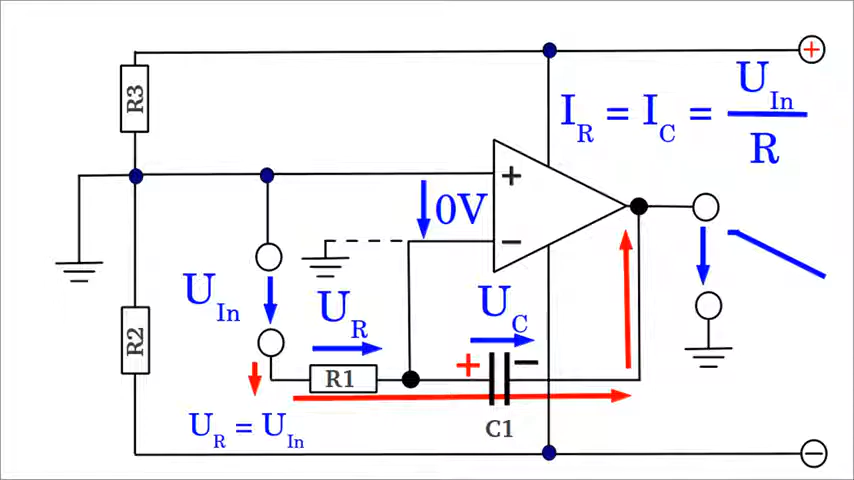 +
R3
I_R = I_C = U_In / R
+
0V
−
R2
U_In
U_R
U_C
R1
+ −
C1
U_R = U_In
−